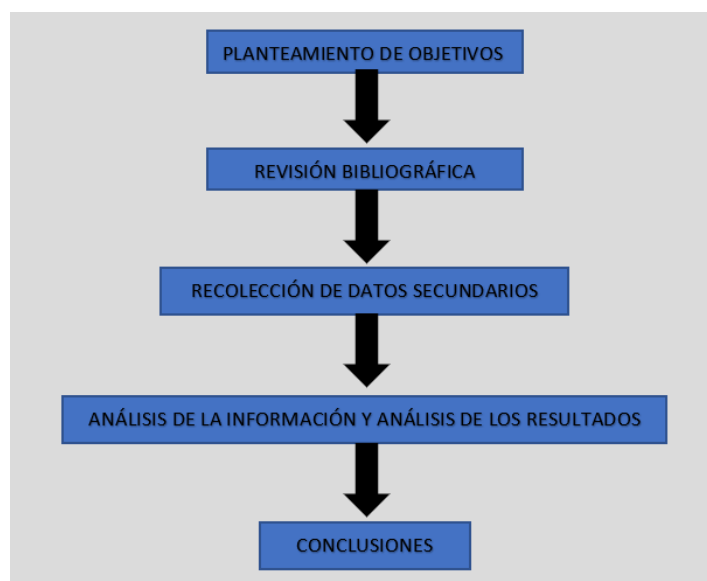 PLANTEAMIENTO DE OBJETIVOS
REVISIÓN BIBLIOGRÁFICA
RECOLECCIÓN DE DATOS SECUNDARIOS
ANÁLISIS DE LA INFORMACIÓN Y ANÁLISIS DE LOS RESULTADOS
CONCLUSIONES